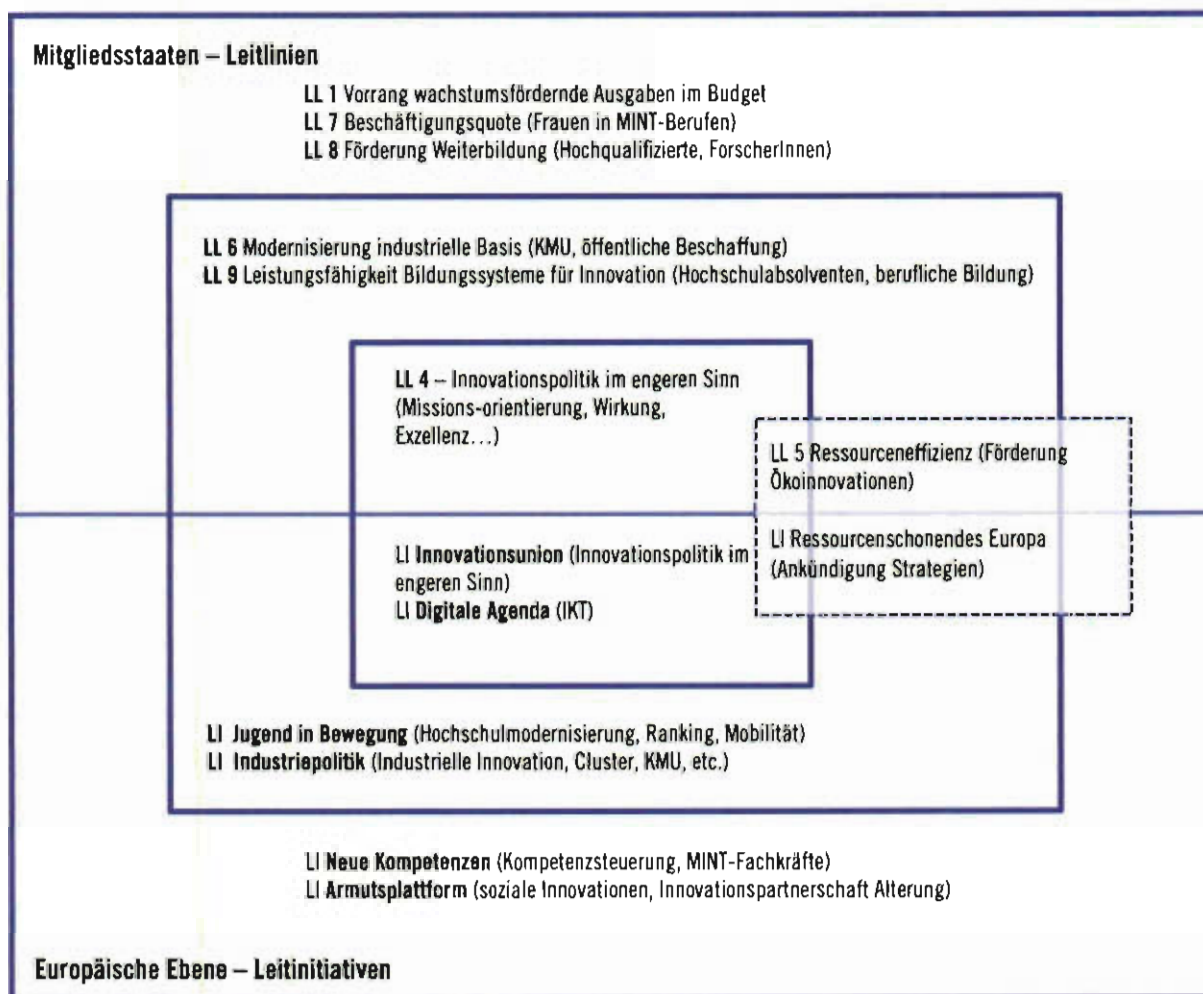 Mitgliedsstaaten – Leitlinien
LL 1 Vorrang wachstumsfördernde Ausgaben im Budget
LL 7 Beschäftigungsquote (Frauen in MINT-Berufen)
LL 8 Förderung Weiterbildung (Hochqualifizierte, ForscherInnen)
LL 6 Modernisierung industrielle Basis (KMU, öffentliche Beschaffung)
LL 9 Leistungsfähigkeit Bildungssysteme für Innovation (Hochschulabsolventen, berufliche Bildung)
LL 4 – Innovationspolitik im engeren Sinn
(Missions-orientierung, Wirkung,
Exzellenz…)
LL 5 Ressourceneffizienz (Förderung
Ökoinnovationen)
LI Innovationsunion (Innovationspolitik im
engeren Sinn)
LI Digitale Agenda (IKT)
LI Ressourcenschonendes Europa
(Ankündigung Strategien)
LI Jugend in Bewegung (Hochschulmodernisierung, Ranking, Mobilität)
LI Industriepolitik (Industrielle Innovation, Cluster, KMU, etc.)
LI Neue Kompetenzen (Kompetenzsteuerung, MINT-Fachkräfte)
LI Armutsplattform (soziale Innovationen, Innovationspartnerschaft Alterung)
Europäische Ebene – Leitinitiativen